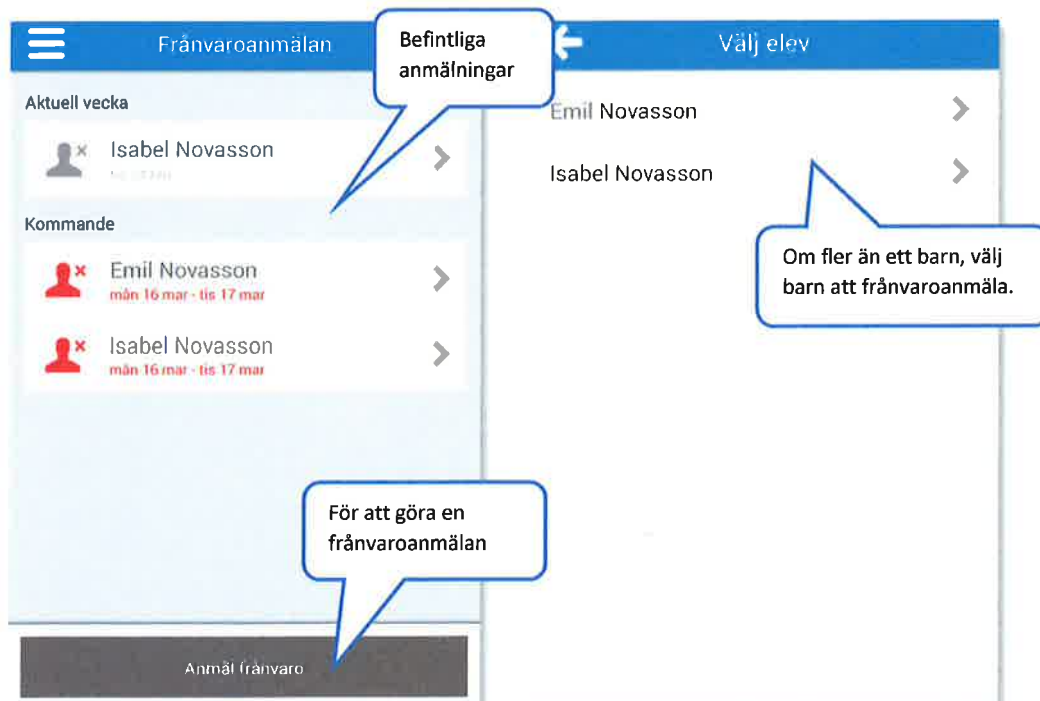 Frånvaroanmälan
Befintliga
anmälningar
Aktuell vecka
Isabel Novasson
Kommande
Emil Novasson
mån 16 mar - tis 17 mar
Isabel Novasson
mån 16 mar - tis 17 mar
För att göra en
frånvaroanmälan
Anmäl frånvaro
Välj elev
Emil Novasson
Isabel Novasson
Om fler än ett barn, välj
barn att frånvaroanmäla.